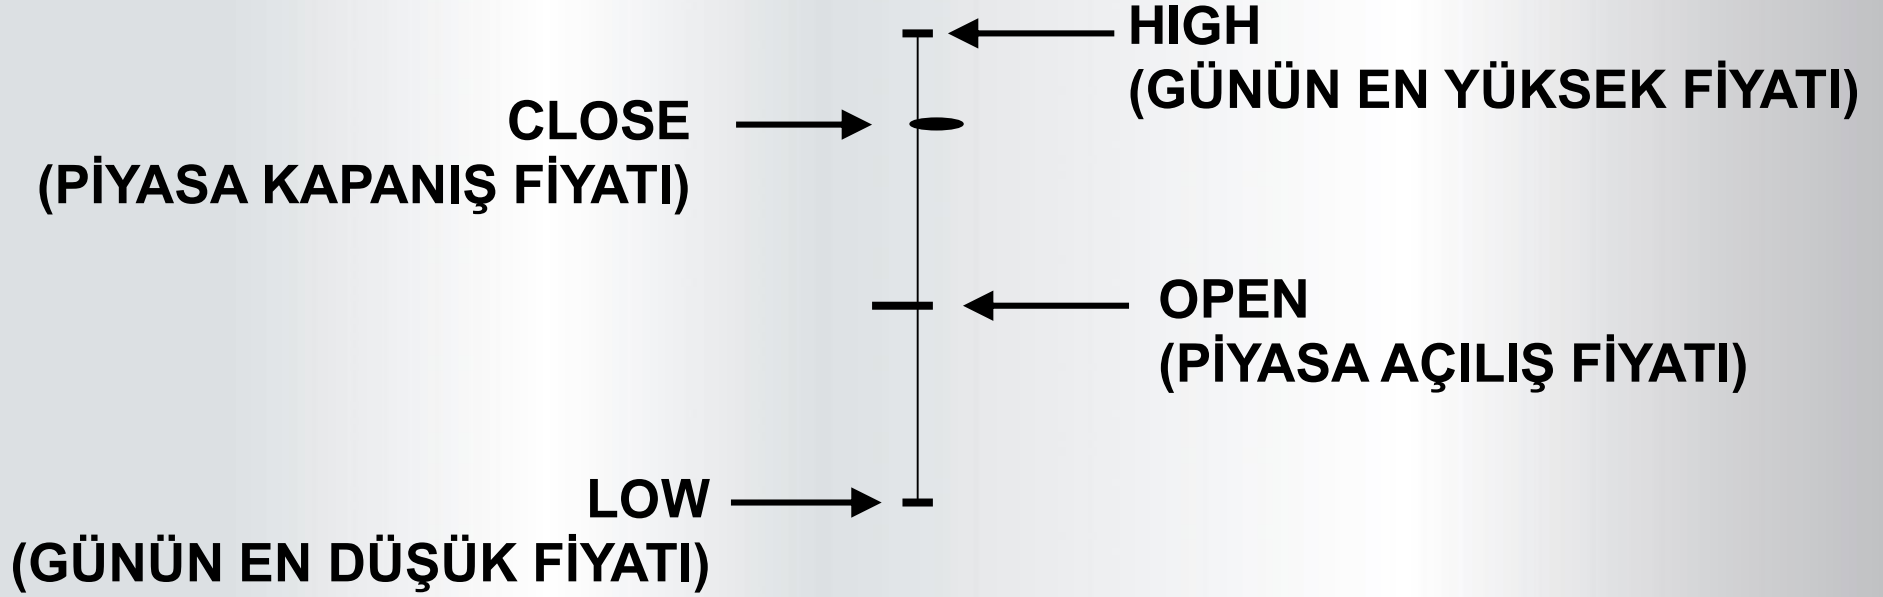 HIGH
(GÜNÜN EN YÜKSEK FİYATI)
CLOSE
(PİYASA KAPANIŞ FİYATI)
OPEN
(PİYASA AÇILIŞ FİYATI)
LOW
(GÜNÜN EN DÜŞÜK FİYATI)